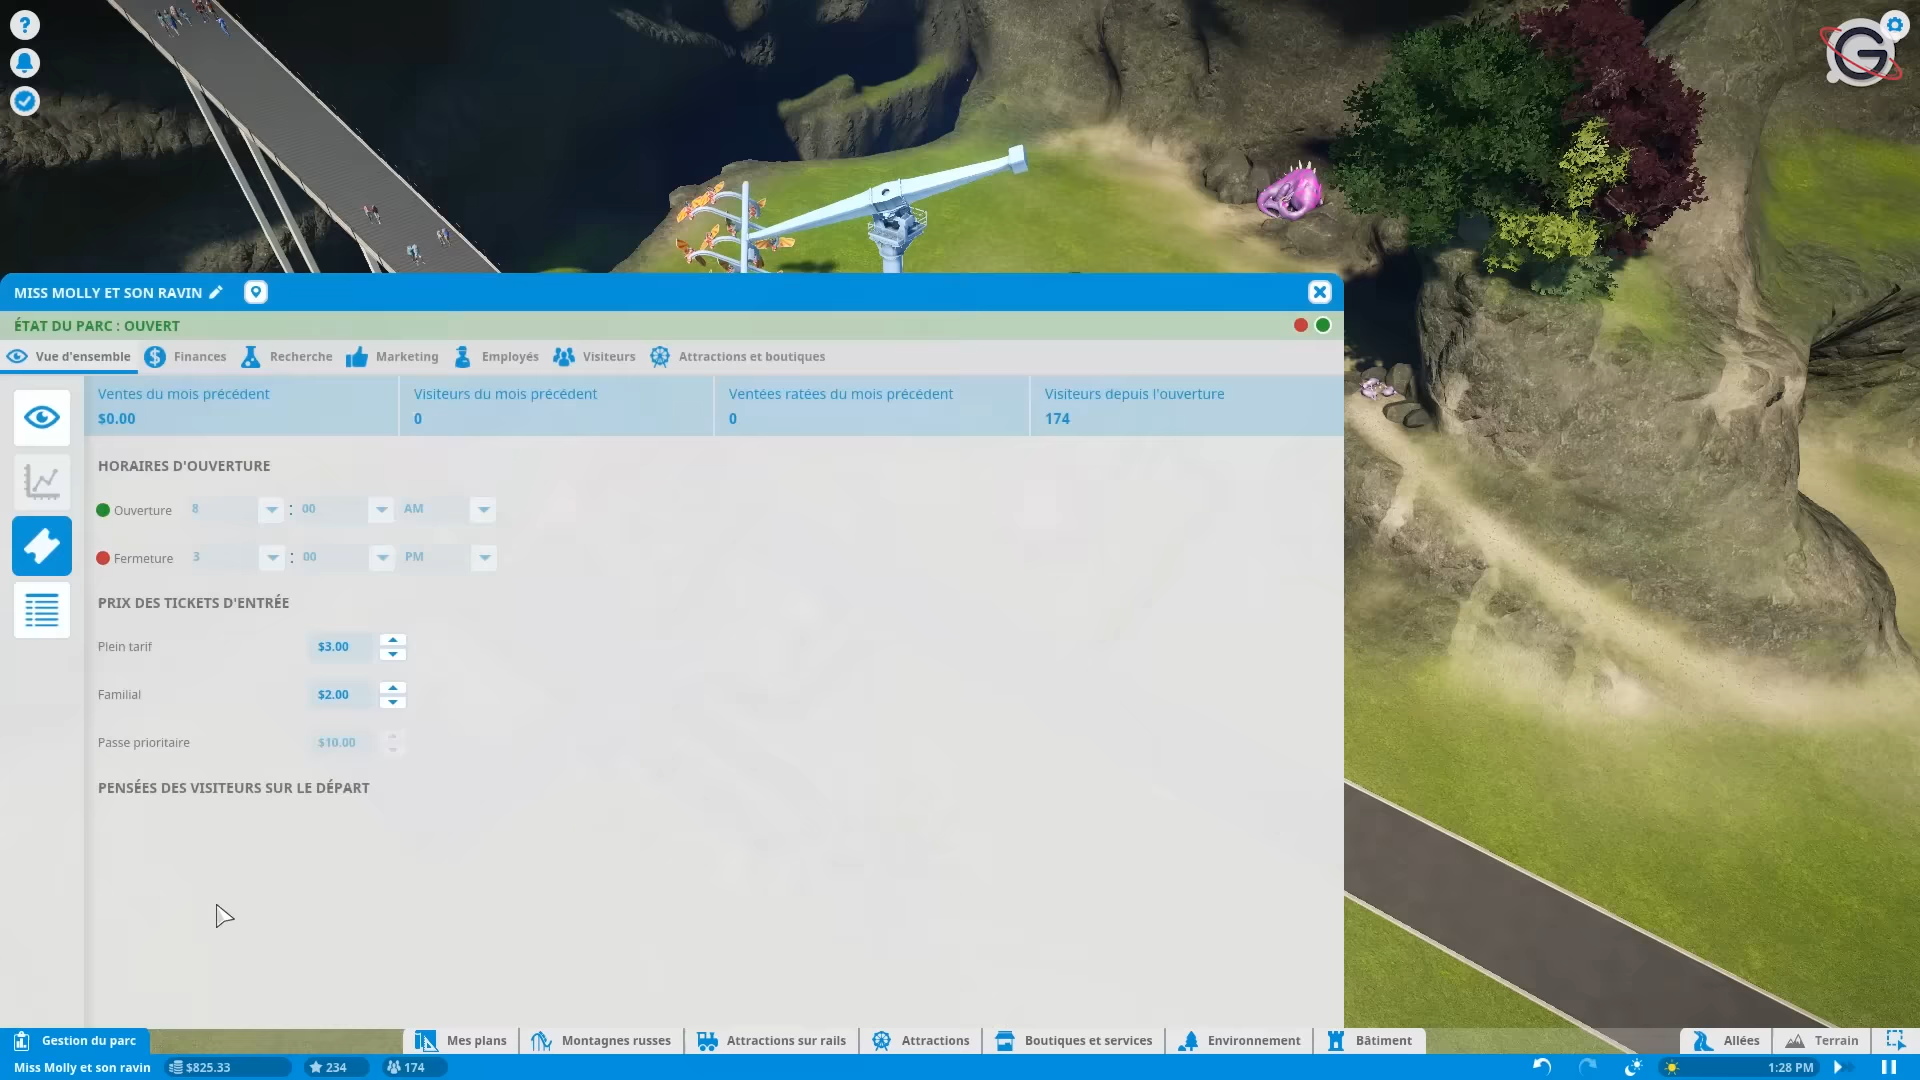 MISS MOLLY ET SON RAVIN
ÉTAT DU PARC : OUVERT
Vue d'ensemble Finances Recherche Marketing Employés Visiteurs Attractions et boutiques
Ventes du mois précédent Visiteurs du mois précédent Ventées ratées du mois précédent Visiteurs depuis l'ouverture
$0.00 0 0 174
HORAIRES D'OUVERTURE
Ouverture 8 : 00 AM
Fermeture 3 : 00 PM
PRIX DES TICKETS D'ENTRÉE
Plein tarif $3.00
Familial $2.00
Passe prioritaire $10.00
PENSÉES DES VISITEURS SUR LE DÉPART
Gestion du parc Mes plans Montagnes russes Attractions sur rails Attractions Boutiques et services Environnement Bâtiment Allées Terrain
Miss Molly et son ravin $825.33 234 174 1:28 PM